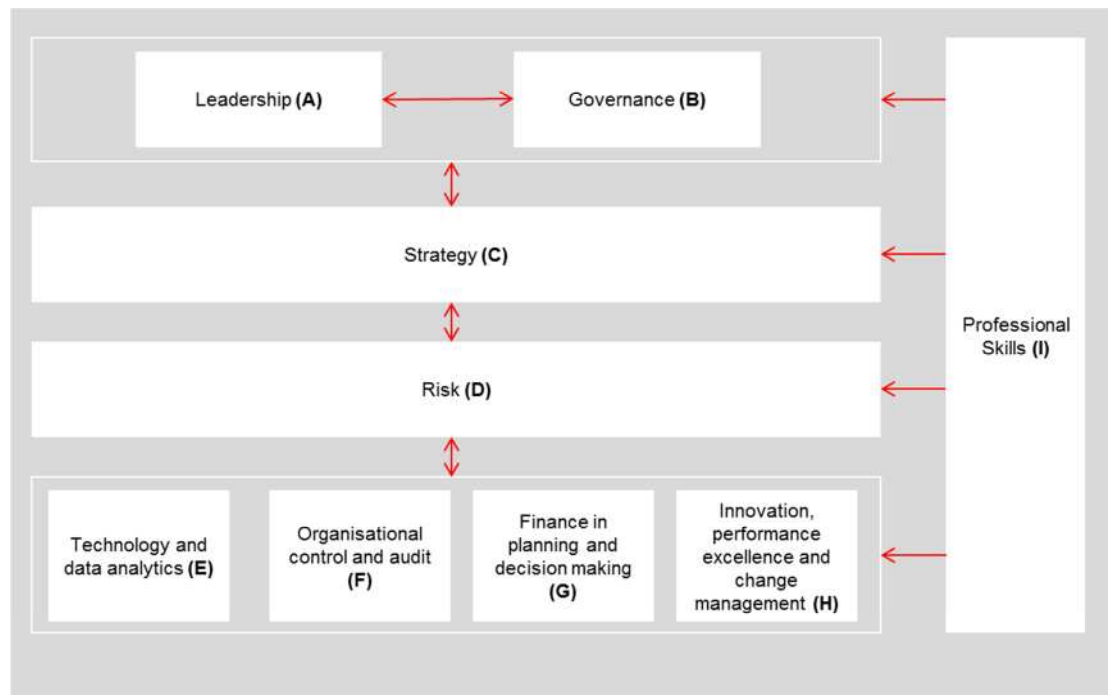 Leadership (A)
Governance (B)
Strategy (C)
Risk (D)
Professional
Skills (I)
Technology and
data analytics (E)
Organisational
control and audit
(F)
Finance in
planning and
decision making
(G)
Innovation,
performance
excellence and
change
management (H)